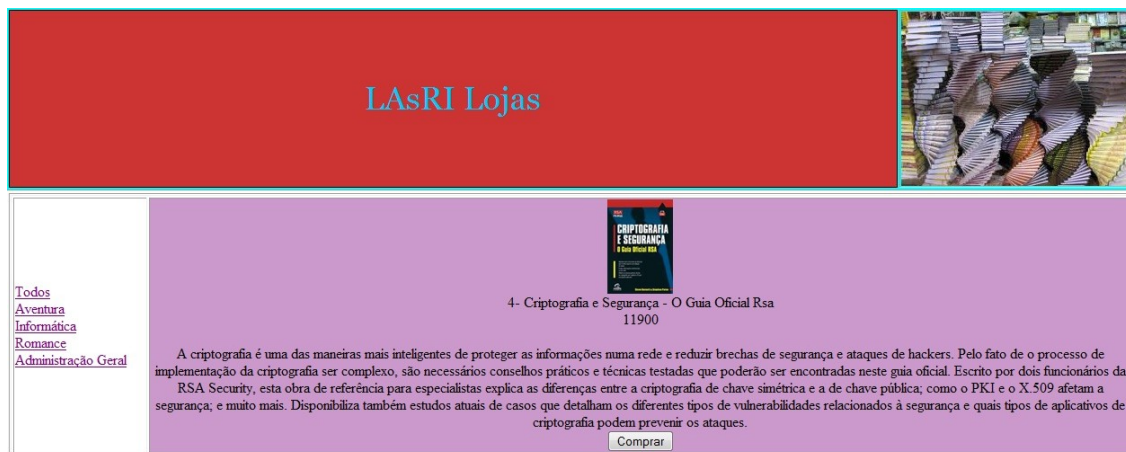 LAsRI Lojas
Todos
Aventura
Informática
Romance
Administração Geral
CRIPTOGRAFIA
E SEGURANÇA
O Guia Oficial RSA
4- Criptografia e Segurança - O Guia Oficial Rsa
11900
A criptografia é uma das maneiras mais inteligentes de proteger as informações numa rede e reduzir brechas de segurança e ataques de hackers. Pelo fato de o processo de
implementação da criptografia ser complexo, são necessários conselhos práticos e técnicas testadas que poderão ser encontradas neste guia oficial. Escrito por dois funcionários da
RSA Security, esta obra de referência para especialistas explica as diferenças entre a criptografia de chave simétrica e a de chave pública; como o PKI e o X.509 afetam a
segurança; e muito mais. Disponibiliza também estudos atuais de casos que detalham os diferentes tipos de vulnerabilidades relacionados à segurança e quais tipos de aplicativos de
criptografia podem prevenir os ataques.
Comprar